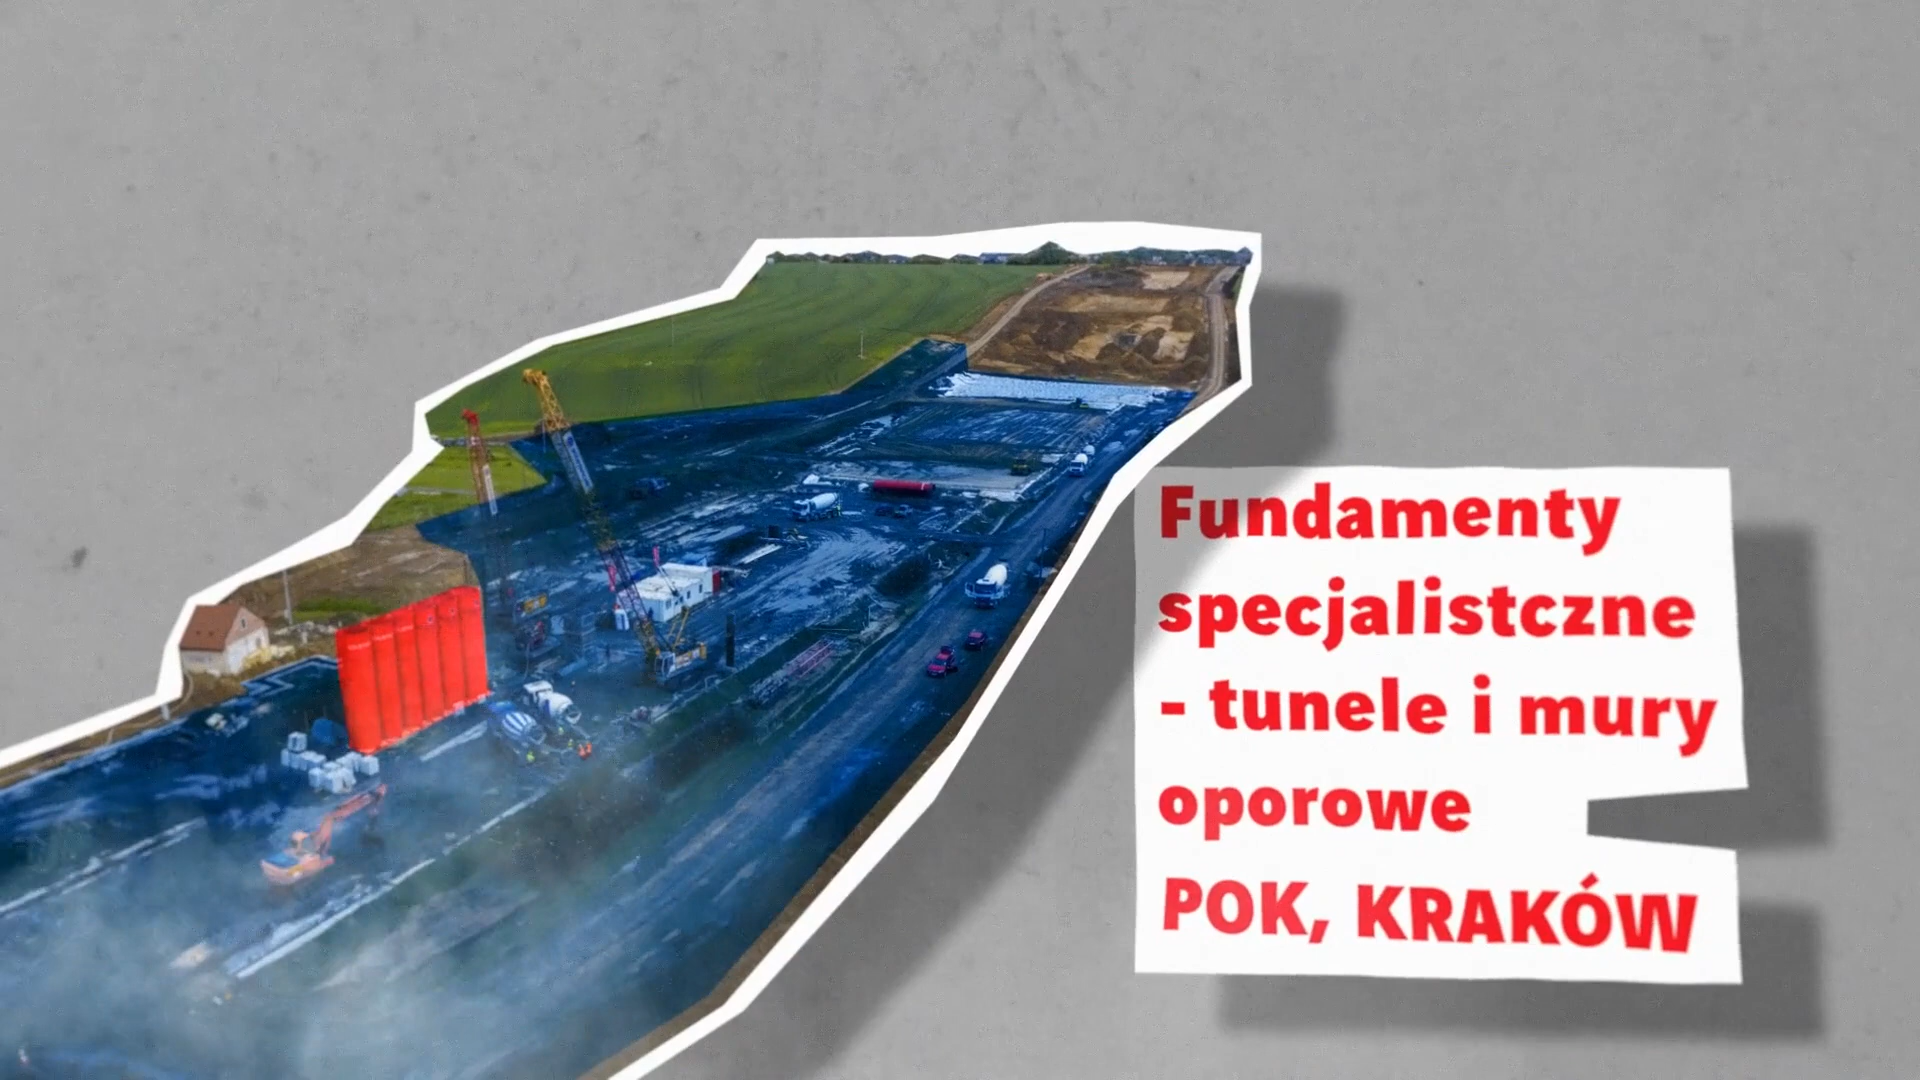 Fundamenty
specjalistczne
- tunele i mury
oporowe
POK, KRAKÓW